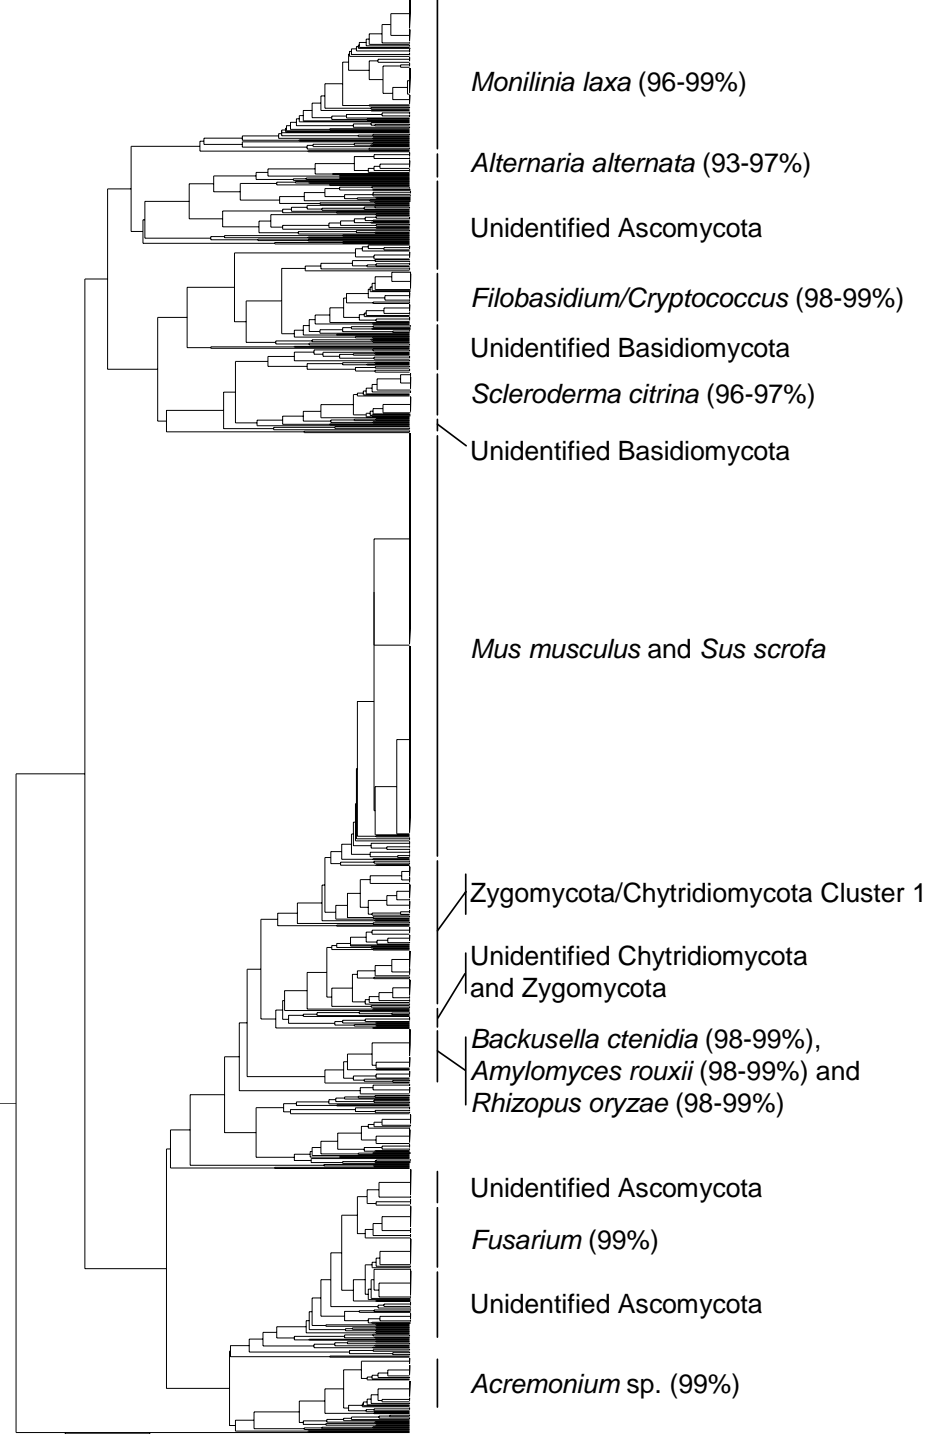 Monilinia laxa (96-99%)
Alternaria alternata (93-97%)
Unidentified Ascomycota
Filobasidium/Cryptococcus (98-99%)
Unidentified Basidiomycota
Scleroderma citrina (96-97%)
Unidentified Basidiomycota
Mus musculus and Sus scrofa
Zygomycota/Chytridiomycota Cluster 1
Unidentified Chytridiomycota
and Zygomycota
Backusella ctenidia (98-99%),
Amylomyces rouxii (98-99%) and
Rhizopus oryzae (98-99%)
Unidentified Ascomycota
Fusarium (99%)
Unidentified Ascomycota
Acremonium sp. (99%)